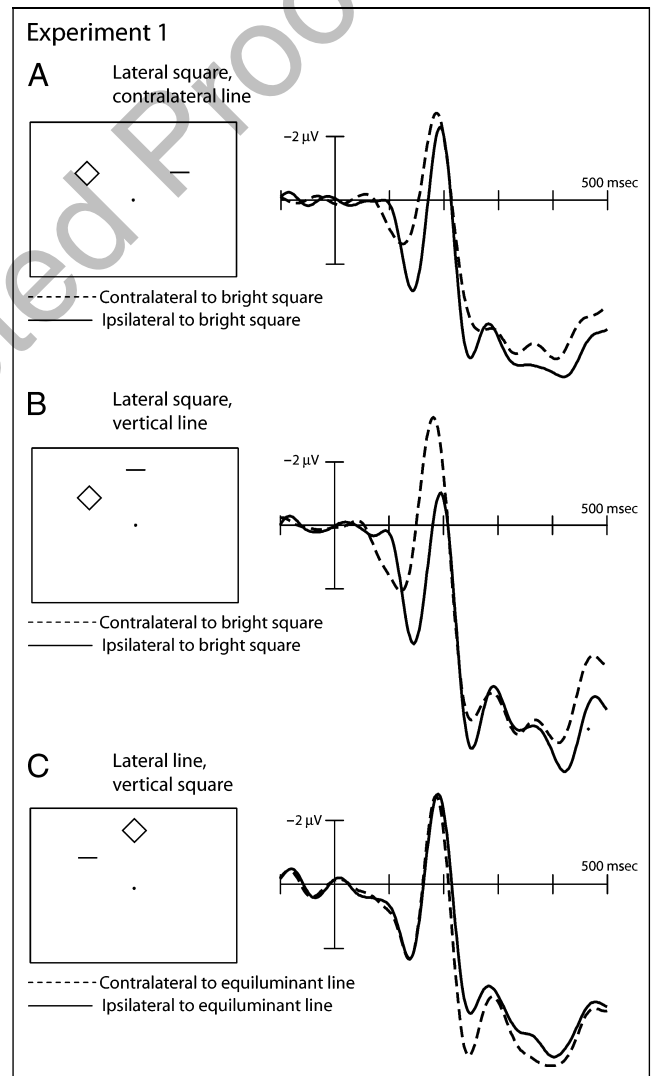 Experiment 1
A
Lateral square,
contralateral line
−2 µV
500 msec
Contralateral to bright square
Ipsilateral to bright square
B
Lateral square,
vertical line
−2 µV
500 msec
Contralateral to bright square
Ipsilateral to bright square
C
Lateral line,
vertical square
−2 µV
500 msec
Contralateral to equiluminant line
Ipsilateral to equiluminant line